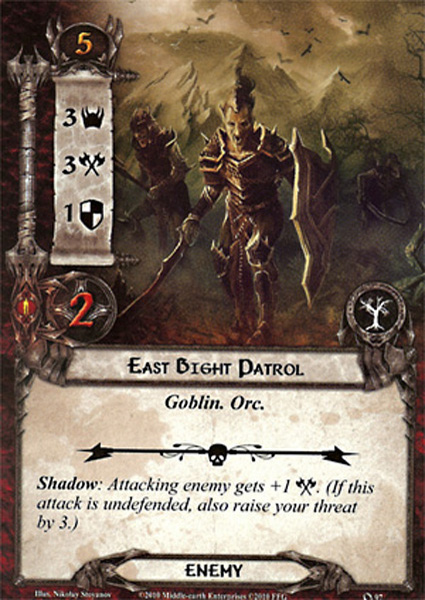 5
3
3
1
2
EAST BIGHT PATROL
Goblin. Orc.
Shadow: Attacking enemy gets +1 . (If this
attack is undefended, also raise your threat
by 3.)
ENEMY
Illus. Nikolay Stoyanov ©2010 Middle-earth Enterprises ©2010 FFG 97